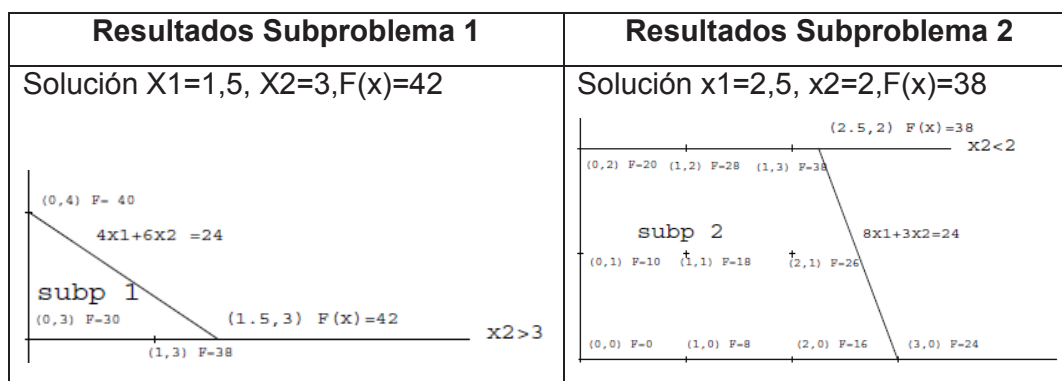 Resultados Subproblema 1
Solución X1=1,5, X2=3,F(x)=42
(0,4) F= 40
4x1+6x2 =24
subp 1
(0,3) F=30
(1.5,3) F(x)=42
x2>3
(1,3) F=38
Resultados Subproblema 2
Solución x1=2,5, x2=2,F(x)=38
(2.5,2) F(x)=38
x2<2
(0,2) F=20 (1,2) F=28 (1,3) F=38
subp 2
8x1+3x2=24
(0,1) F=10 (1,1) F=18 (2,1) F=26
(0,0) F=0 (1,0) F=8 (2,0) F=16 (3,0) F=24